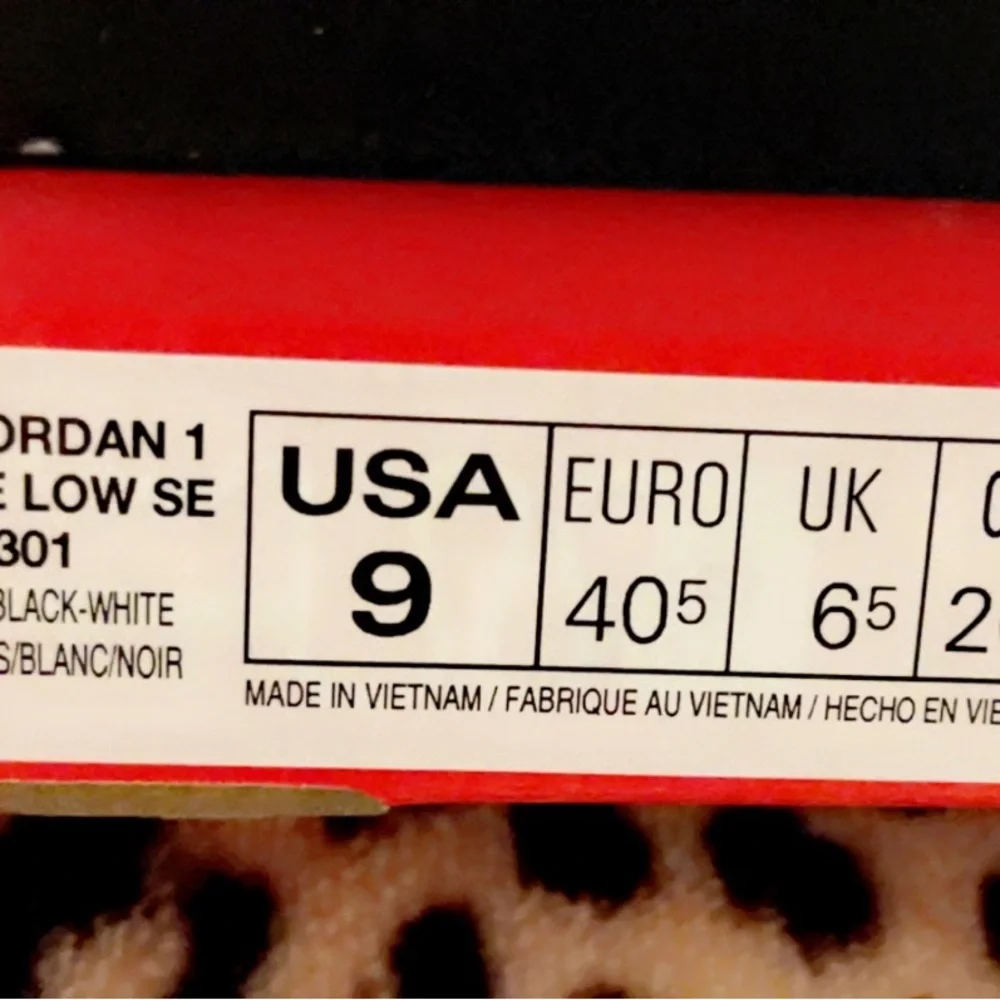 ORDAN 1
E LOW SE
301
BLACK-WHITE
S/BLANC/NOIR
USA EURO UK
9 40⁵ 6⁵ 2
MADE IN VIETNAM / FABRIQUE AU VIETNAM / HECHO EN VIE